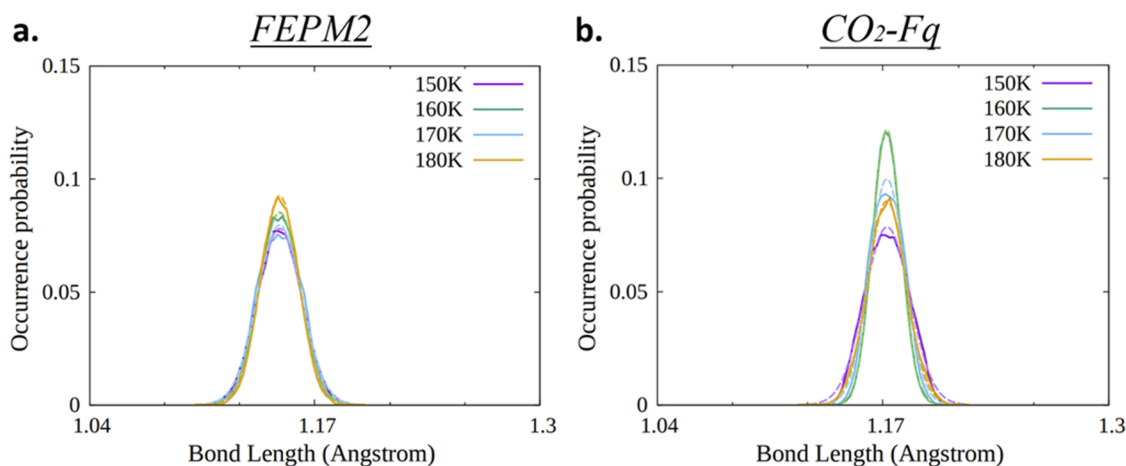 a.
FEPM2
0.15
0.1
0.05
0
Occurrence probability
150K
160K
170K
180K
1.04
1.17
1.3
Bond Length (Angstrom)
b.
CO₂-Fq
0.15
0.1
0.05
0
Occurrence probability
150K
160K
170K
180K
1.04
1.17
1.3
Bond Length (Angstrom)